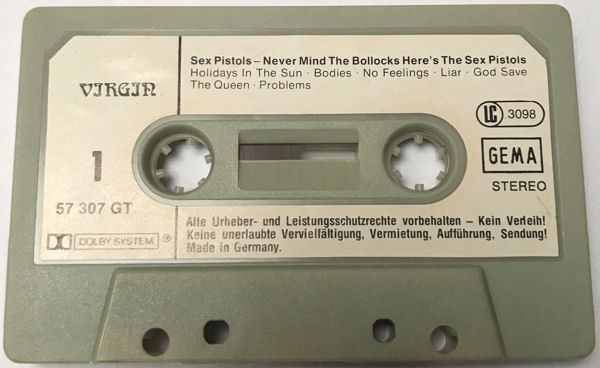 VIRGIN
1
57 307 GT
DOLBY SYSTEM ®
Sex Pistols – Never Mind The Bollocks Here's The Sex Pistols
Holidays In The Sun · Bodies · No Feelings · Liar · God Save
The Queen · Problems
LC 3098
GEMA
STEREO
Alle Urheber- und Leistungsschutzrechte vorbehalten – Kein Verleih!
Keine unerlaubte Vervielfältigung, Vermietung, Aufführung, Sendung!
Made in Germany.